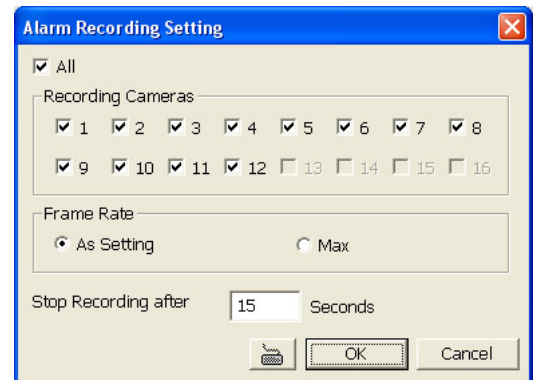 Alarm Recording Setting
All
Recording Cameras
1 2 3 4 5 6 7 8
9 10 11 12 13 14 15 16
Frame Rate
As Setting Max
Stop Recording after 15 Seconds
OK Cancel